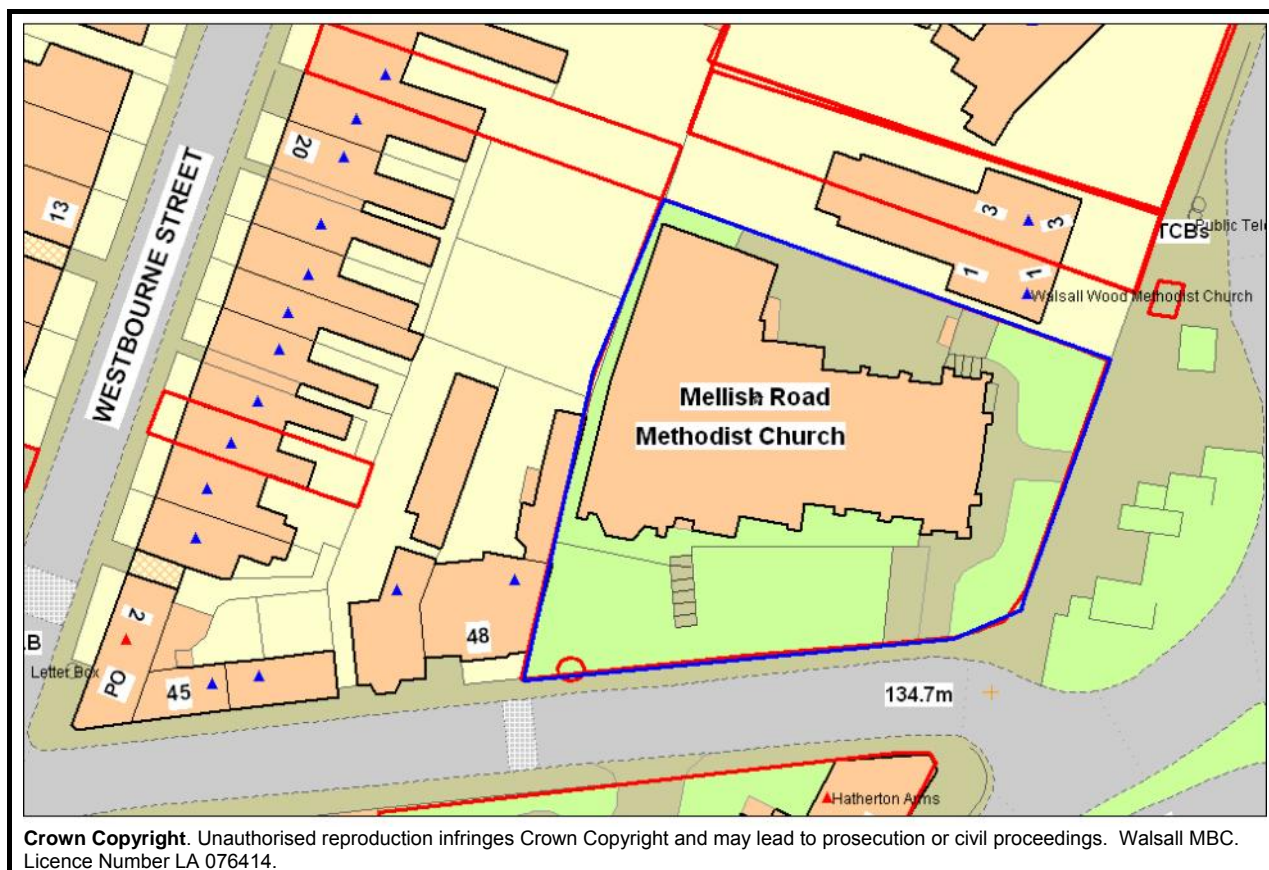 20
13
WESTBOURNE STREET
3
3
1
1
TCBs
Public Tele
Walsall Wood Methodist Church
Mellish Road
Methodist Church
2
PO
.B
Letter Box
45
48
134.7m
Hatherton Arms
Crown Copyright. Unauthorised reproduction infringes Crown Copyright and may lead to prosecution or civil proceedings. Walsall MBC.
Licence Number LA 076414.